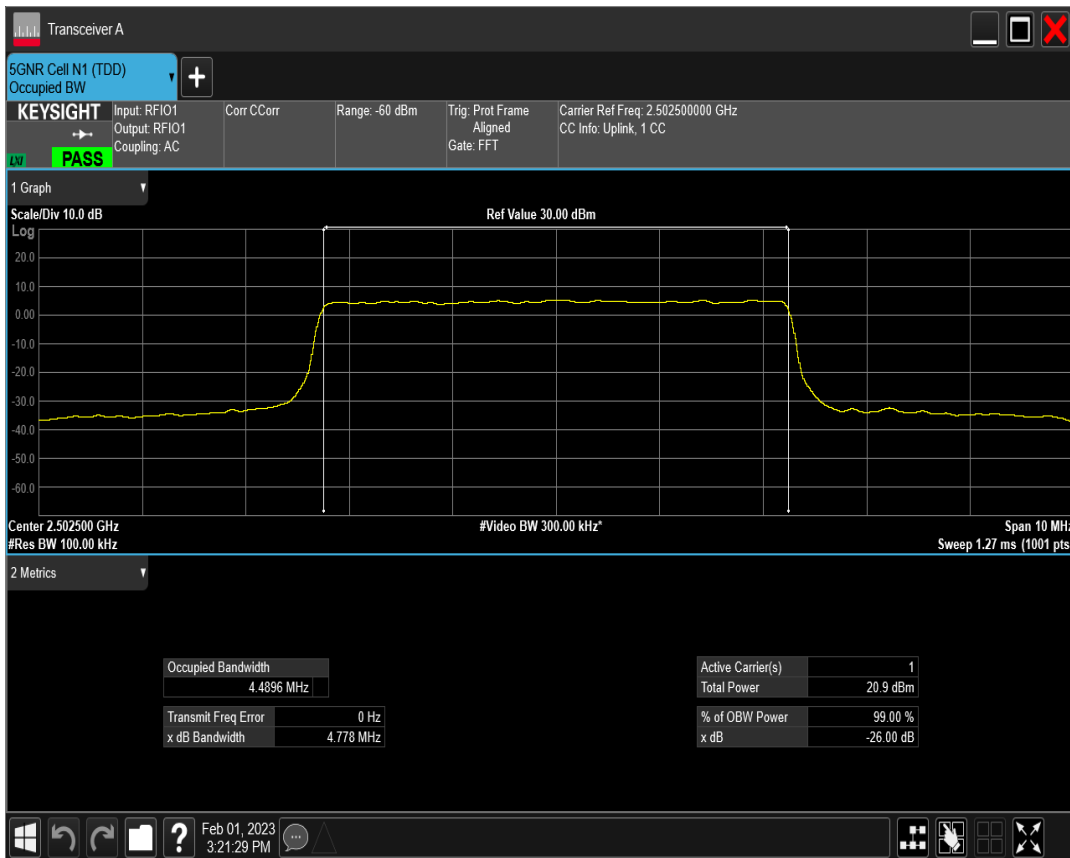 Transceiver A
5GNR Cell N1 (TDD)
Occupied BW
KEYSIGHT
LXI
PASS
Input: RFIO1
Output: RFIO1
Coupling: AC
Corr CCorr
Range: -60 dBm
Trig: Prot Frame
Aligned
Gate: FFT
Carrier Ref Freq: 2.502500000 GHz
CC Info: Uplink, 1 CC
1 Graph
Scale/Div 10.0 dB
Ref Value 30.00 dBm
Log
20.0
10.0
0.00
-10.0
-20.0
-30.0
-40.0
-50.0
-60.0
Center 2.502500 GHz
#Video BW 300.00 kHz*
Span 10 MHz
#Res BW 100.00 kHz
Sweep 1.27 ms (1001 pts
2 Metrics
Occupied Bandwidth
4.4896 MHz
Transmit Freq Error 0 Hz
x dB Bandwidth 4.778 MHz
Active Carrier(s) 1
Total Power 20.9 dBm
% of OBW Power 99.00 %
x dB -26.00 dB
Feb 01, 2023
3:21:29 PM